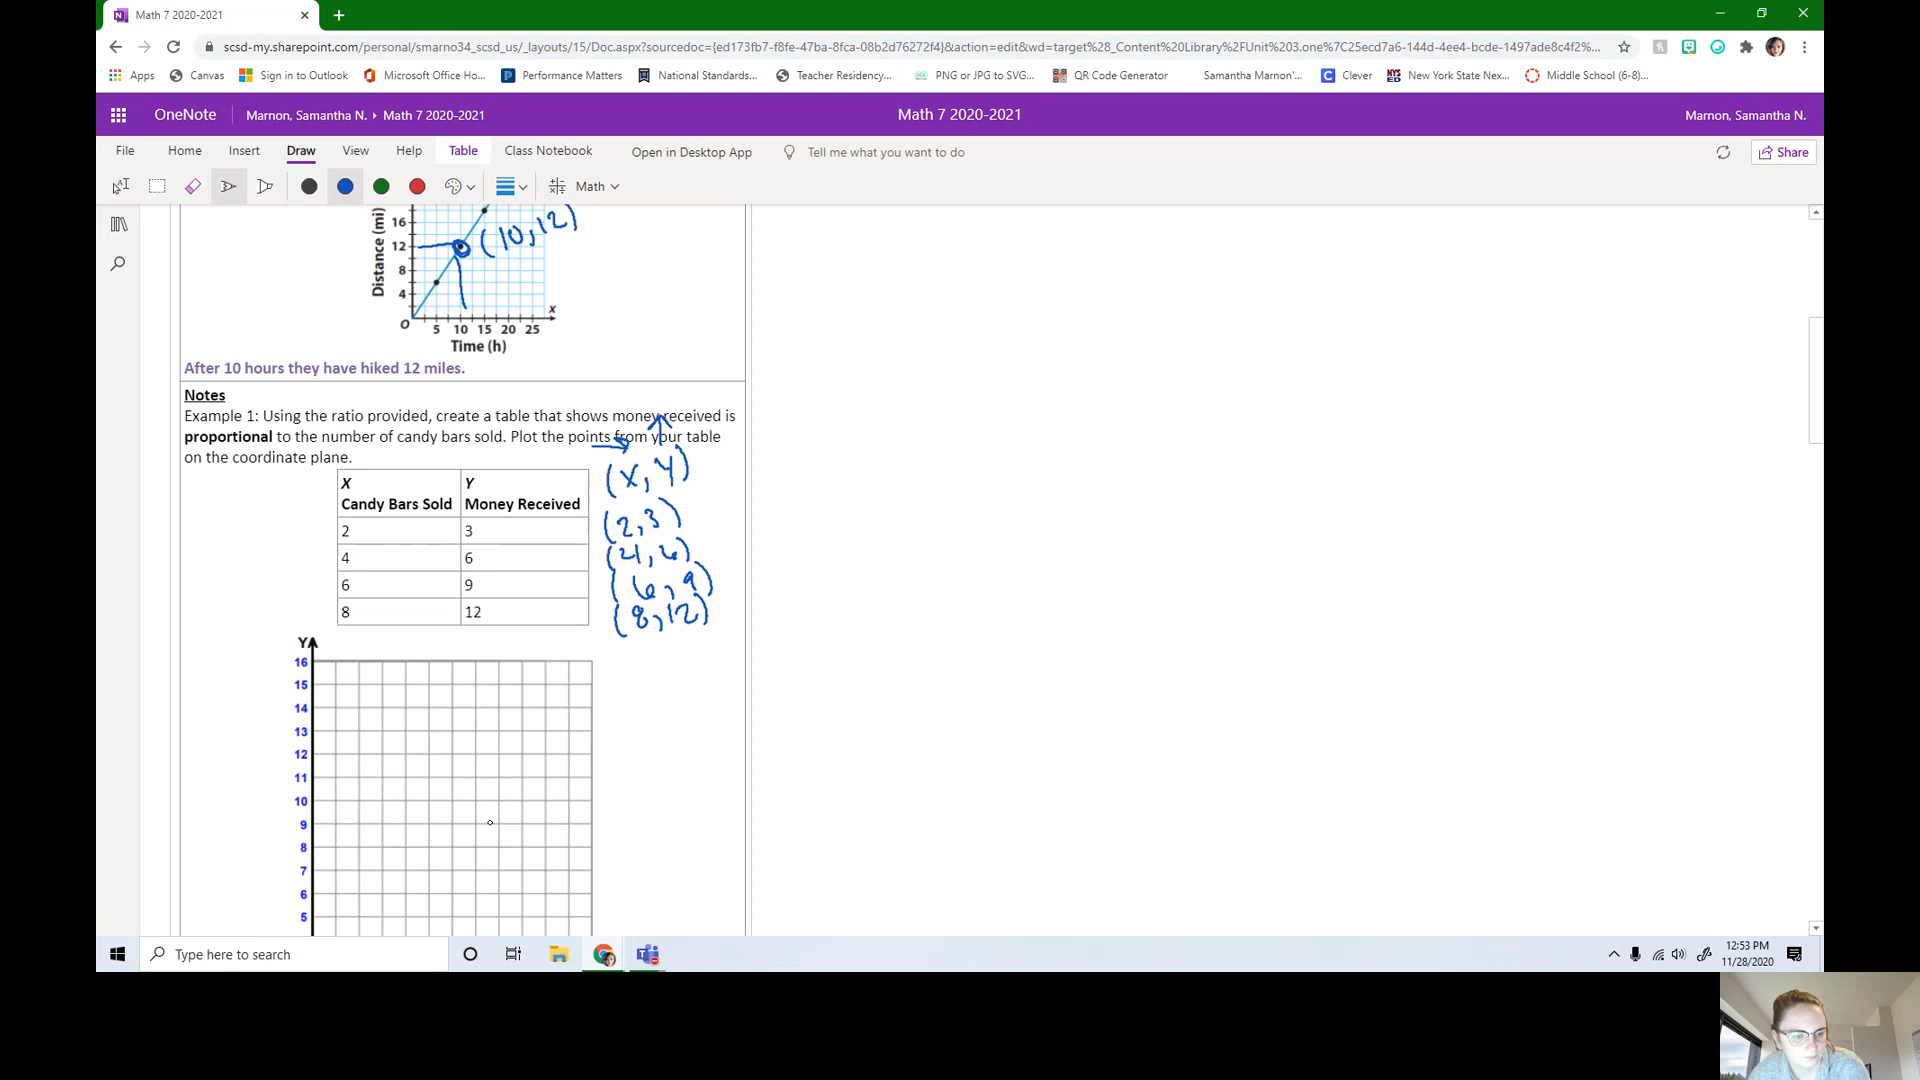 Math 7 2020-2021
scsd-my.sharepoint.com/personal/smarno34_scsd_us/_layouts/15/Doc.aspx?sourcedoc={ed173fb7-f8fe-47ba-8fca-08b2d76272f4}&action=edit&wd=target%28_Content%20Library%2FUnit%203.one%7C25ecd7a6-144d-4ee4-bcde-1497ade8c4f2%...
Apps Canvas Sign in to Outlook Microsoft Office Ho... Performance Matters National Standards... Teacher Residency... PNG or JPG to SVG... QR Code Generator Samantha Marnon'... Clever New York State Nex... Middle School (6-8)...
OneNote Marnon, Samantha N. Math 7 2020-2021 Math 7 2020-2021 Marnon, Samantha N.
File Home Insert Draw View Help Table Class Notebook Open in Desktop App Tell me what you want to do Share
Math
Distance (mi)
16
12
8
4
(10,12)
O 5 10 15 20 25 x
Time (h)
After 10 hours they have hiked 12 miles.
Notes
Example 1: Using the ratio provided, create a table that shows money received is
proportional to the number of candy bars sold. Plot the points from your table
on the coordinate plane.
X Y
Candy Bars Sold Money Received
2 3
4 6
6 9
8 12
(x, y)
(2,3)
(4,6)
(6,9)
(8,12)
Y
16
15
14
13
12
11
10
9
8
7
6
5
Type here to search
12:53 PM
11/28/2020